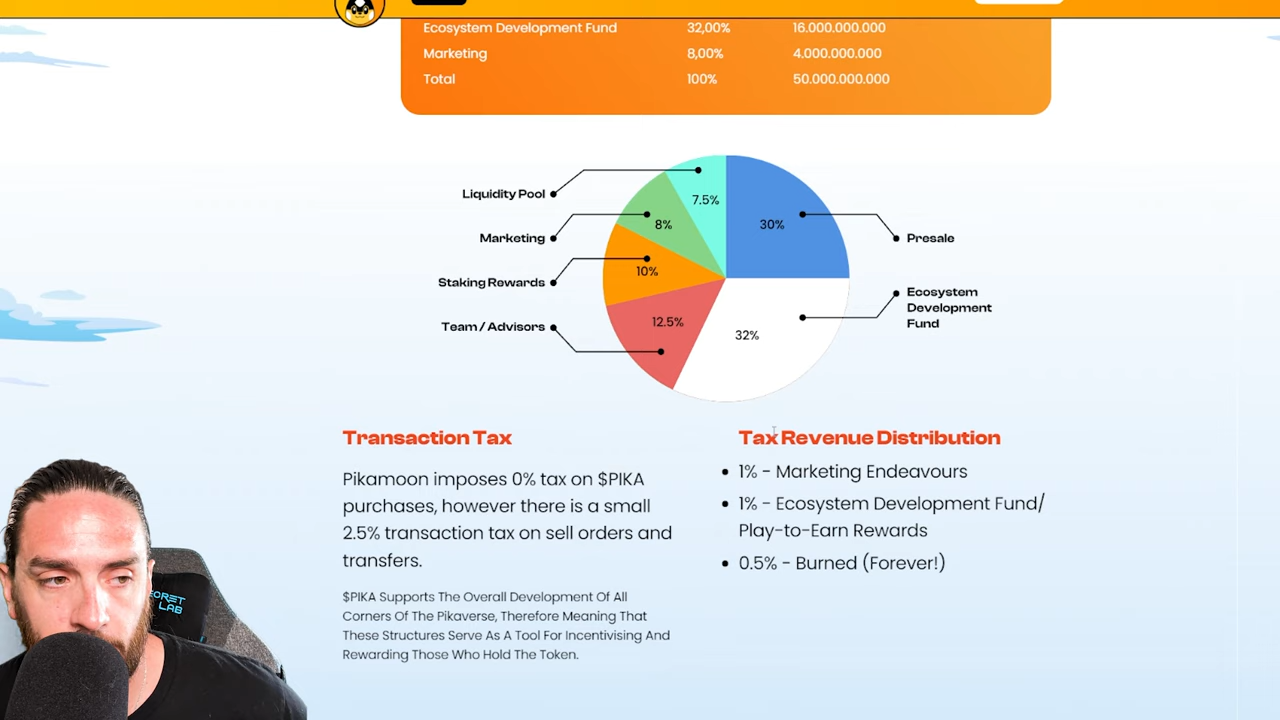 Ecosystem Development Fund 32,00% 16.000.000.000
Marketing 8,00% 4.000.000.000
Total 100% 50.000.000.000
Liquidity Pool
Marketing
Staking Rewards
Team / Advisors
7.5%
8%
10%
12.5%
30%
32%
Presale
Ecosystem
Development
Fund
Transaction Tax
Pikamoon imposes 0% tax on $PIKA
purchases, however there is a small
2.5% transaction tax on sell orders and
transfers.
$PIKA Supports The Overall Development Of All
Corners Of The Pikaverse, Therefore Meaning That
These Structures Serve As A Tool For Incentivising And
Rewarding Those Who Hold The Token.
Tax Revenue Distribution
• 1% - Marketing Endeavours
• 1% - Ecosystem Development Fund/
Play-to-Earn Rewards
• 0.5% - Burned (Forever!)
LAB